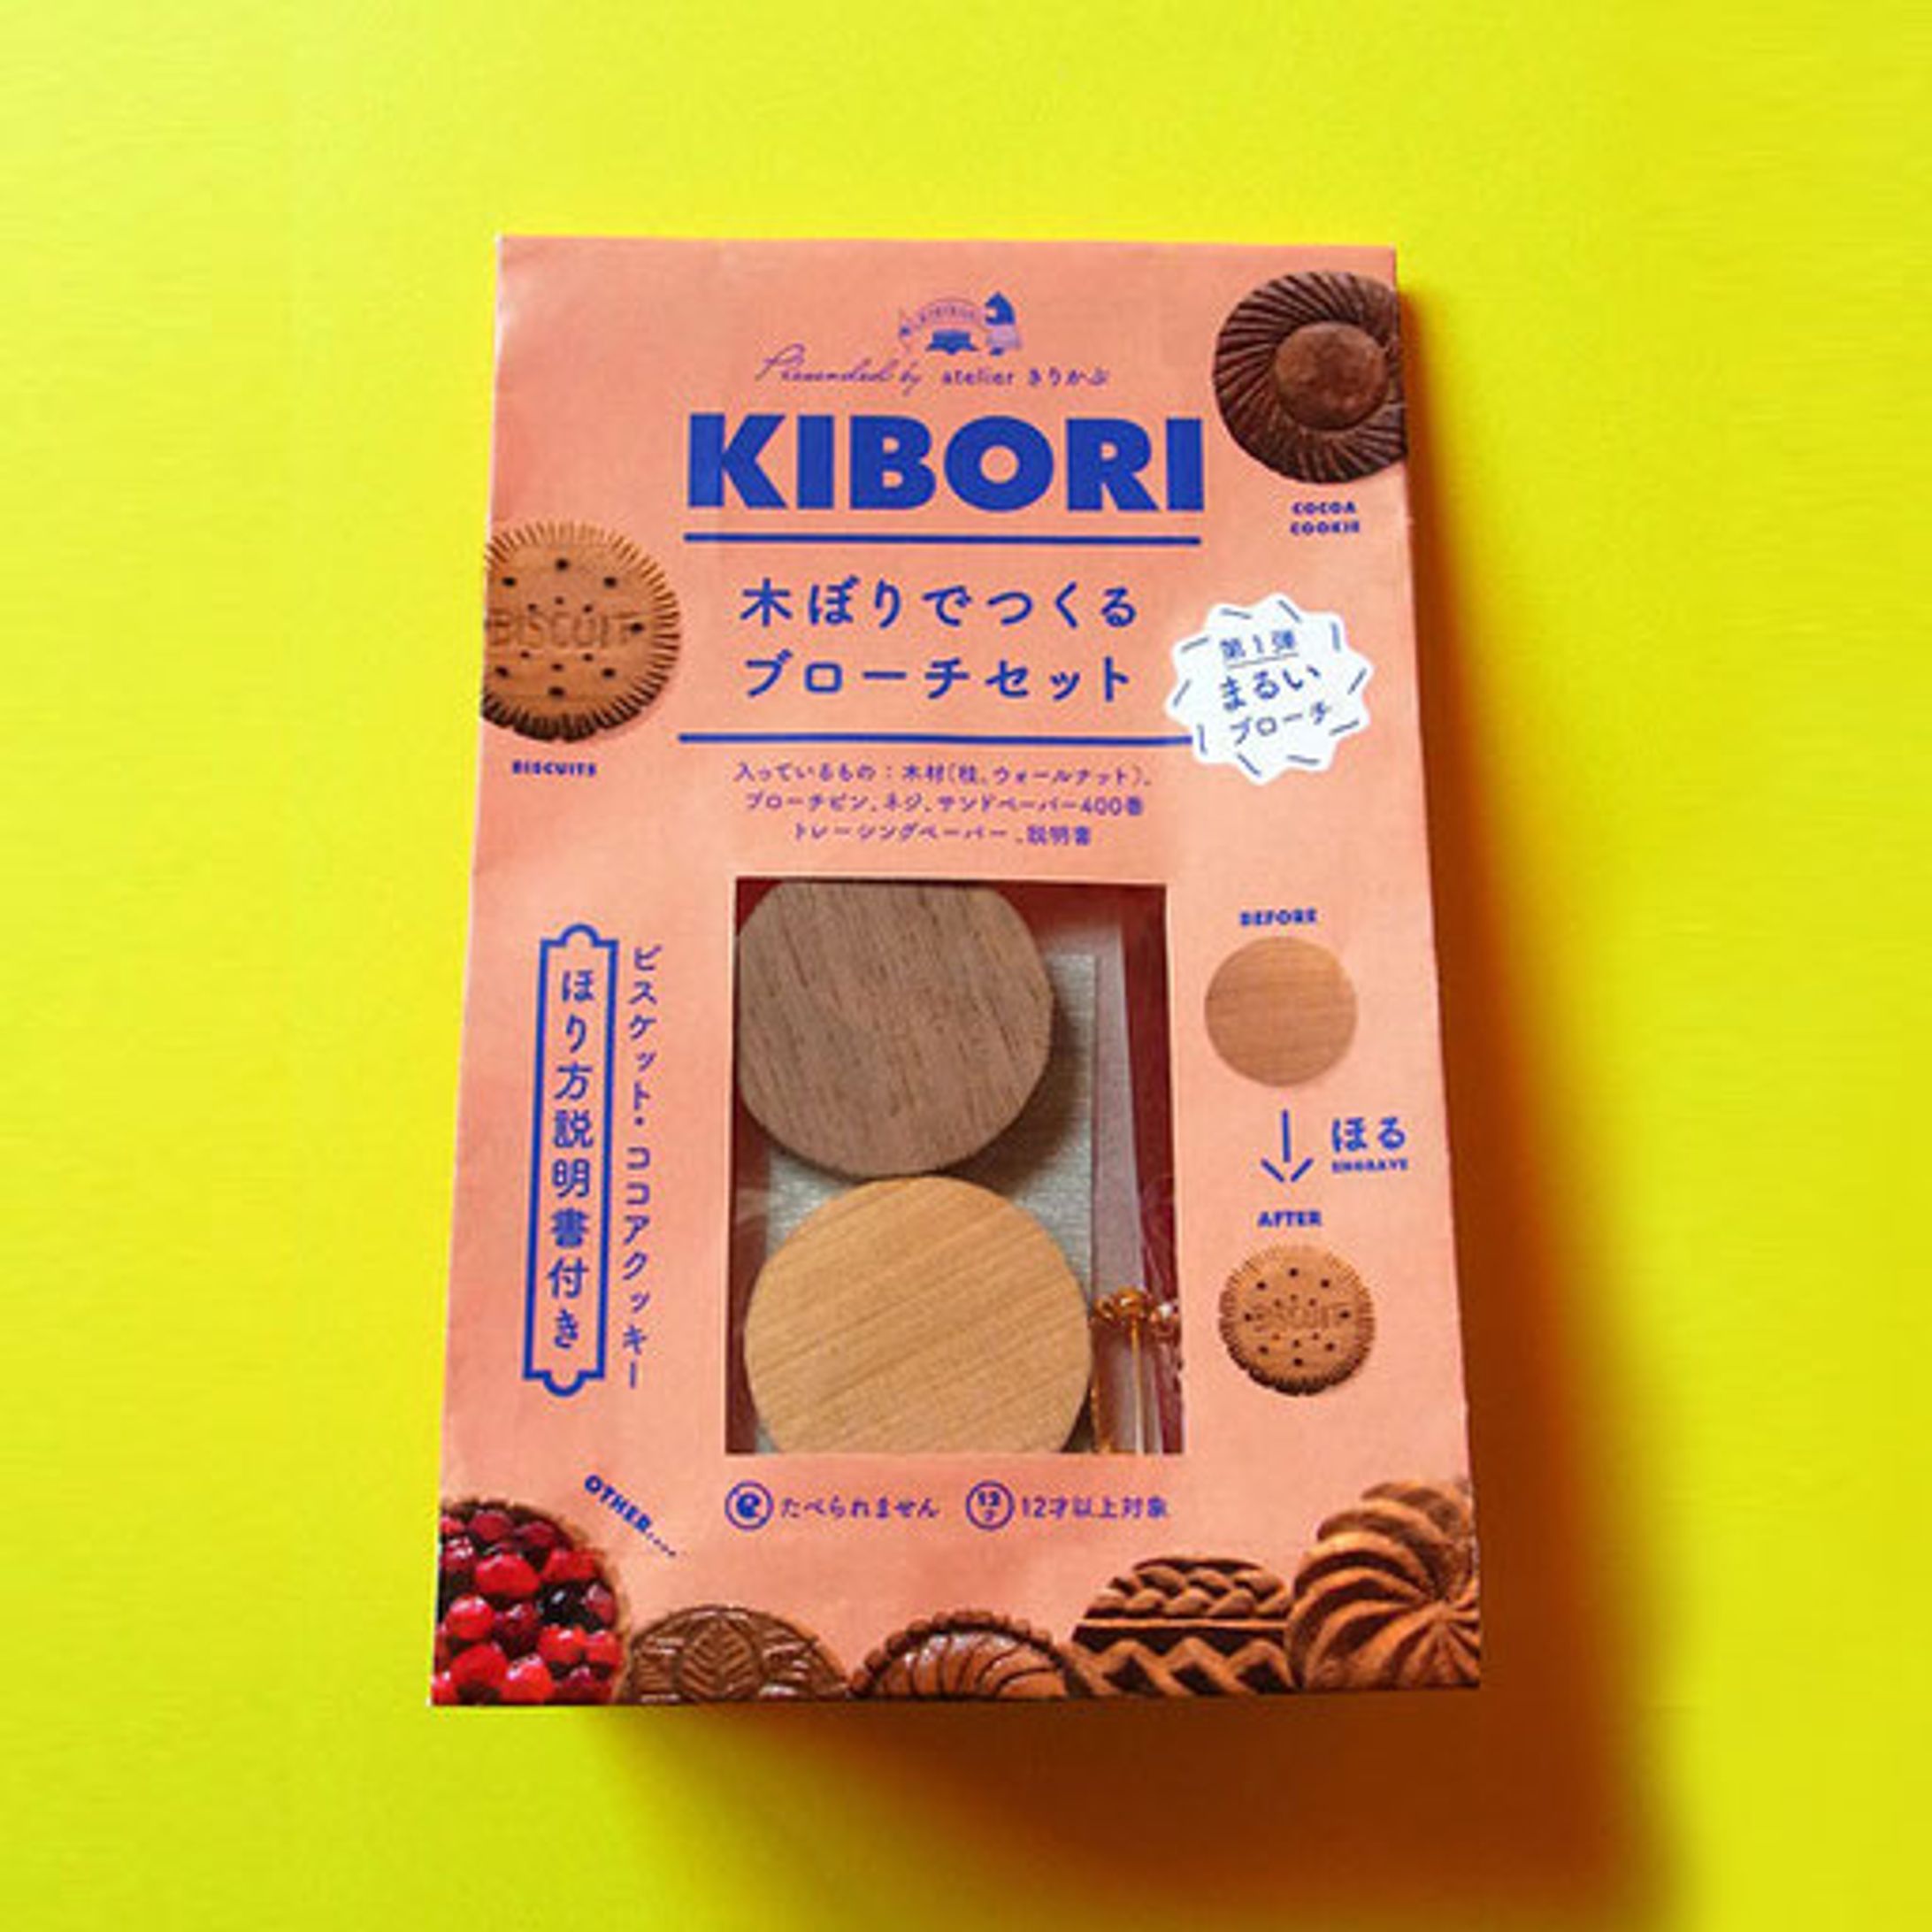 Presented by atelier きりかぶ
KIBORI
COCOA
COOKIE
木ぼりでつくる
ブローチセット
BISCUIT
BISCUITS
第1弾
まるい
ブローチ
入っているもの：木材(桂、ウォールナット)、
ブローチピン、ネジ、サンドペーパー400番
トレーシングペーパー、説明書
ビスケット・ココアクッキー
ほり方説明書付き
BEFORE
ほる
ENGRAVE
AFTER
BISCUIT
OTHER....
たべられません
12才
12才以上対象